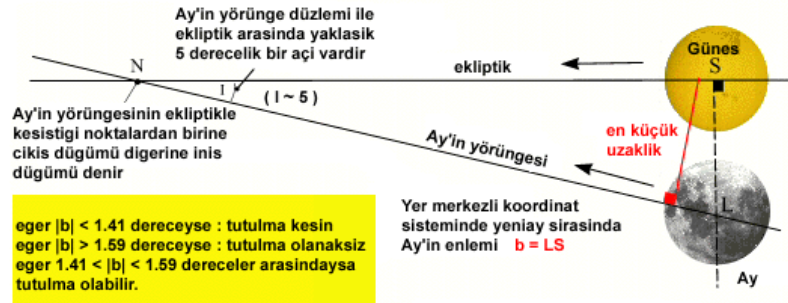 Ay'in yörünge düzlemi ile
ekliptik arasinda yaklasik
5 derecelik bir açi vardir
Günes
N
S
ekliptik
I
( I ~ 5 )
Ay'in yörüngesinin ekliptikle
kesistigi noktalardan birine
cikis dügümü digerine inis
dügümü denir
Ay'in yörüngesi
en küçük
uzaklik
eger |b| < 1.41 dereceyse : tutulma kesin
eger |b| > 1.59 dereceyse : tutulma olanaksiz
eger 1.41 < |b| < 1.59 dereceler arasindaysa
tutulma olabilir.
Yer merkezli koordinat
sisteminde yeniay sirasinda
Ay'in enlemi b = LS
L
Ay